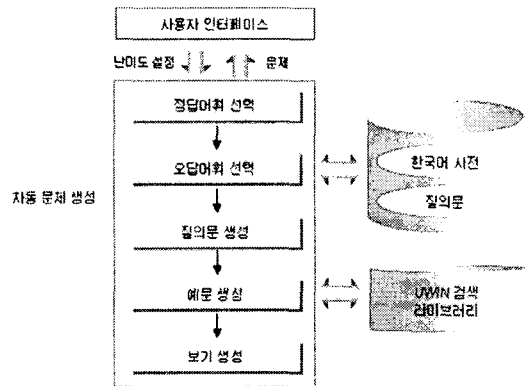 사용자 인터페이스
난이도 설정
문제
정답어휘 선택
오답어휘 선택
한국어 사전
자동 문제 생성
질의문
질의문 생성
예문 생성
UWIN 검색
라이브러리
보기 생성